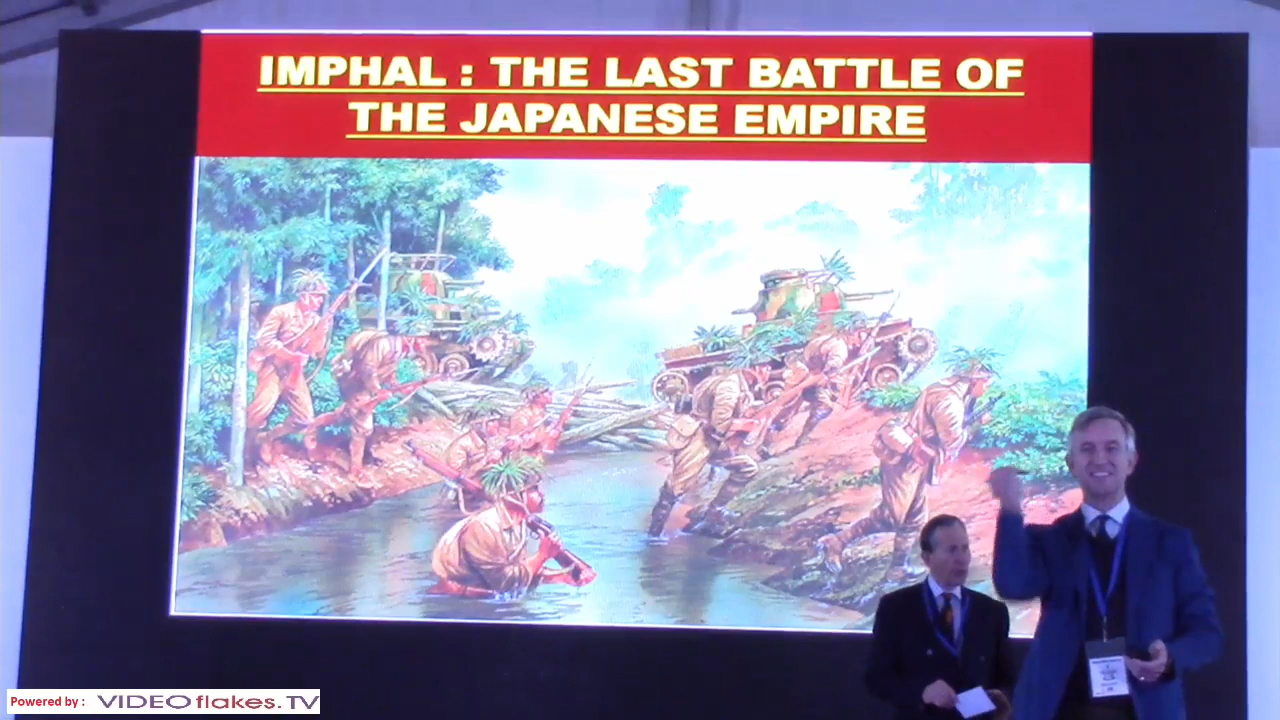 IMPHAL : THE LAST BATTLE OF
THE JAPANESE EMPIRE
Powered by : VIDEOflakes.TV